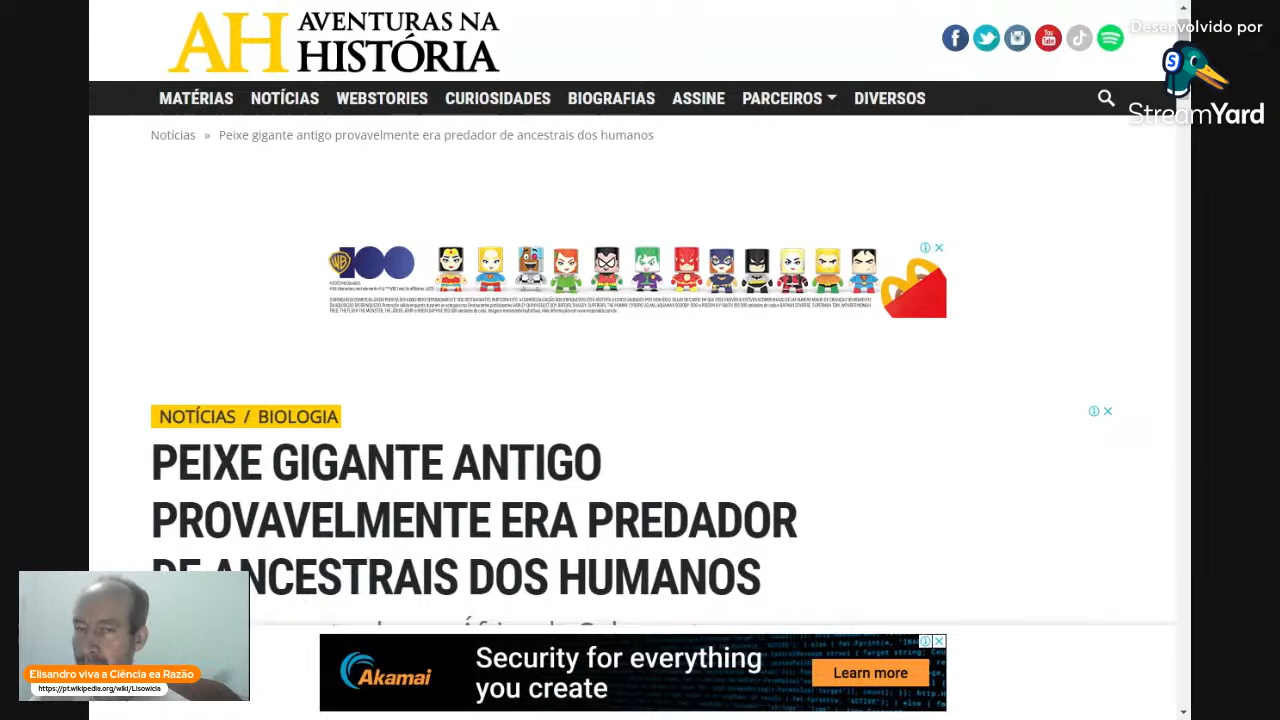 AH AVENTURAS NA
HISTÓRIA
Desenvolvido por
StreamYard
MATÉRIAS NOTÍCIAS WEBSTORIES CURIOSIDADES BIOGRAFIAS ASSINE PARCEIROS DIVERSOS
Notícias » Peixe gigante antigo provavelmente era predador de ancestrais dos humanos
WB 100
NOTÍCIAS / BIOLOGIA
PEIXE GIGANTE ANTIGO
PROVAVELMENTE ERA PREDADOR
DE ANCESTRAIS DOS HUMANOS
Akamai
Security for everything
you create
Learn more
Elisandro viva a Ciência ea Razão
https://pt.wikipedia.org/wiki/Lisowicia